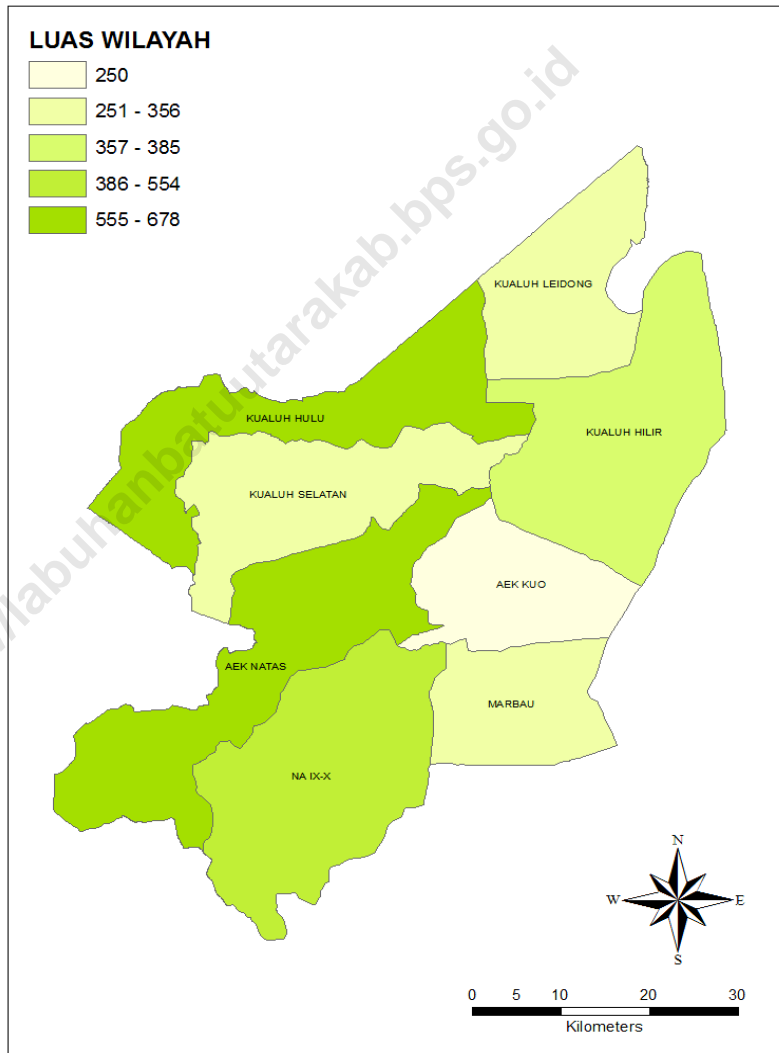 LUAS WILAYAH
250
251 - 356
357 - 385
386 - 554
555 - 678
KUALUH LEIDONG
KUALUH HULU
KUALUH HILIR
KUALUH SELATAN
AEK KUO
AEK NATAS
MARBAU
NA IX-X
N
W E
S
0 5 10 20 30
Kilometers
/labuhanbatuutarakab.bps.go.id